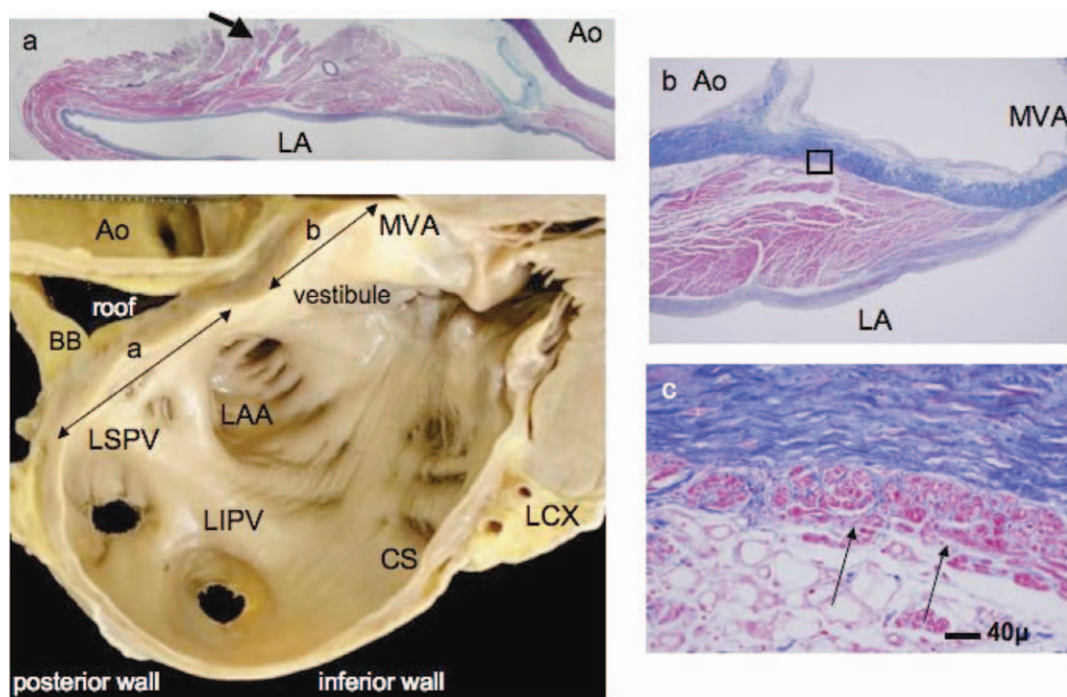 a
Ao
LA
b Ao
MVA
LA
Ao
b
MVA
roof
vestibule
BB
a
LAA
LSPV
LIPV
LCX
CS
posterior wall
inferior wall
c
40µ